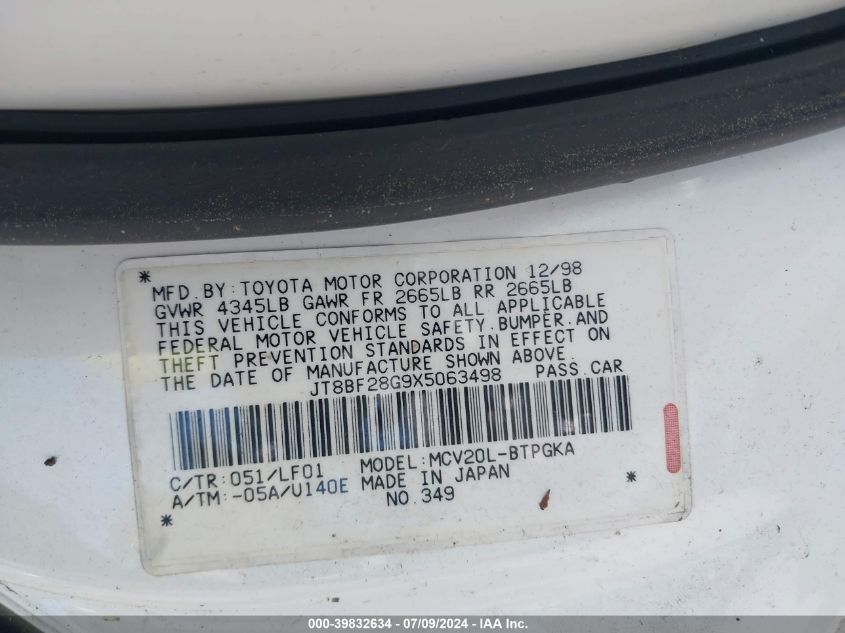 * MFD. BY: TOYOTA MOTOR CORPORATION 12/98
GVWR 4345LB GAWR FR 2665LB RR 2665LB
THIS VEHICLE CONFORMS TO ALL APPLICABLE
FEDERAL MOTOR VEHICLE SAFETY, BUMPER, AND
THEFT PREVENTION STANDARDS IN EFFECT ON
THE DATE OF MANUFACTURE SHOWN ABOVE.
JT8BF28G9X5063498 PASS. CAR
C/TR: 051/LF01 MODEL: MCV20L-BTPGKA
A/TM: -05A/U140E MADE IN JAPAN *
* NO. 349
000-39832634 - 07/09/2024 - WWW.IAAI.COM